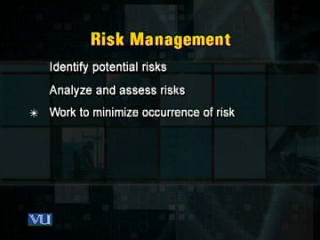 Risk Management
Identify potential risks
Analyze and assess risks
Work to minimize occurrence of risk
VU